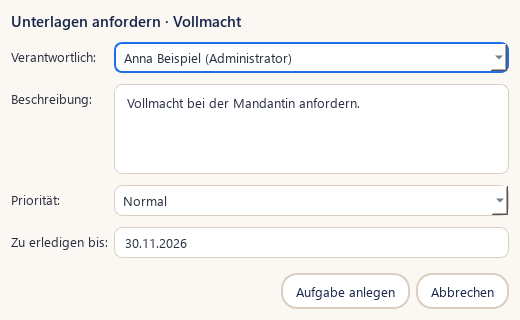 Unterlagen anfordern · Vollmacht
Verantwortlich: Anna Beispiel (Administrator)
Beschreibung: Vollmacht bei der Mandantin anfordern.
Priorität: Normal
Zu erledigen bis: 30.11.2026
Aufgabe anlegen Abbrechen